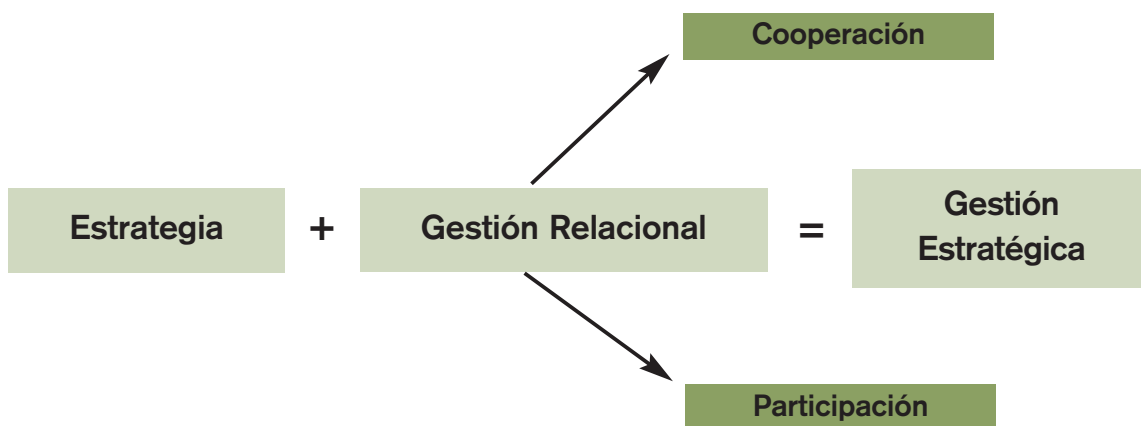 Cooperación
Estrategia + Gestión Relacional = Gestión
Estratégica
Participación